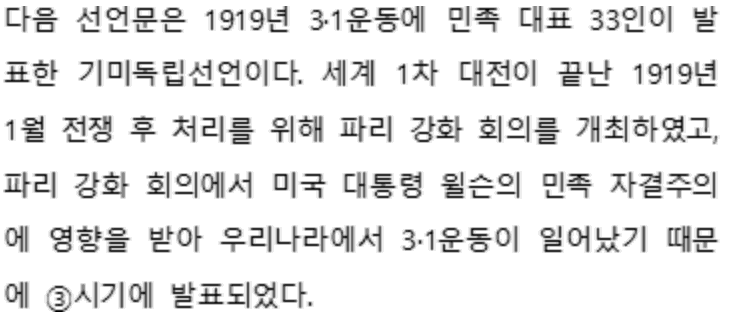 다음 선언문은 1919년 3·1운동에 민족 대표 33인이 발
표한 기미독립선언이다. 세계 1차 대전이 끝난 1919년
1월 전쟁 후 처리를 위해 파리 강화 회의를 개최하였고,
파리 강화 회의에서 미국 대통령 윌슨의 민족 자결주의
에 영향을 받아 우리나라에서 3·1운동이 일어났기 때문
에 ③시기에 발표되었다.